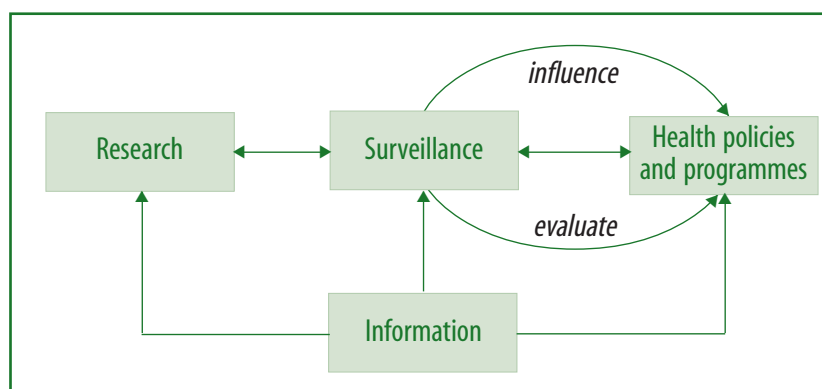 influence
Research
Surveillance
Health policies
and programmes
evaluate
Information